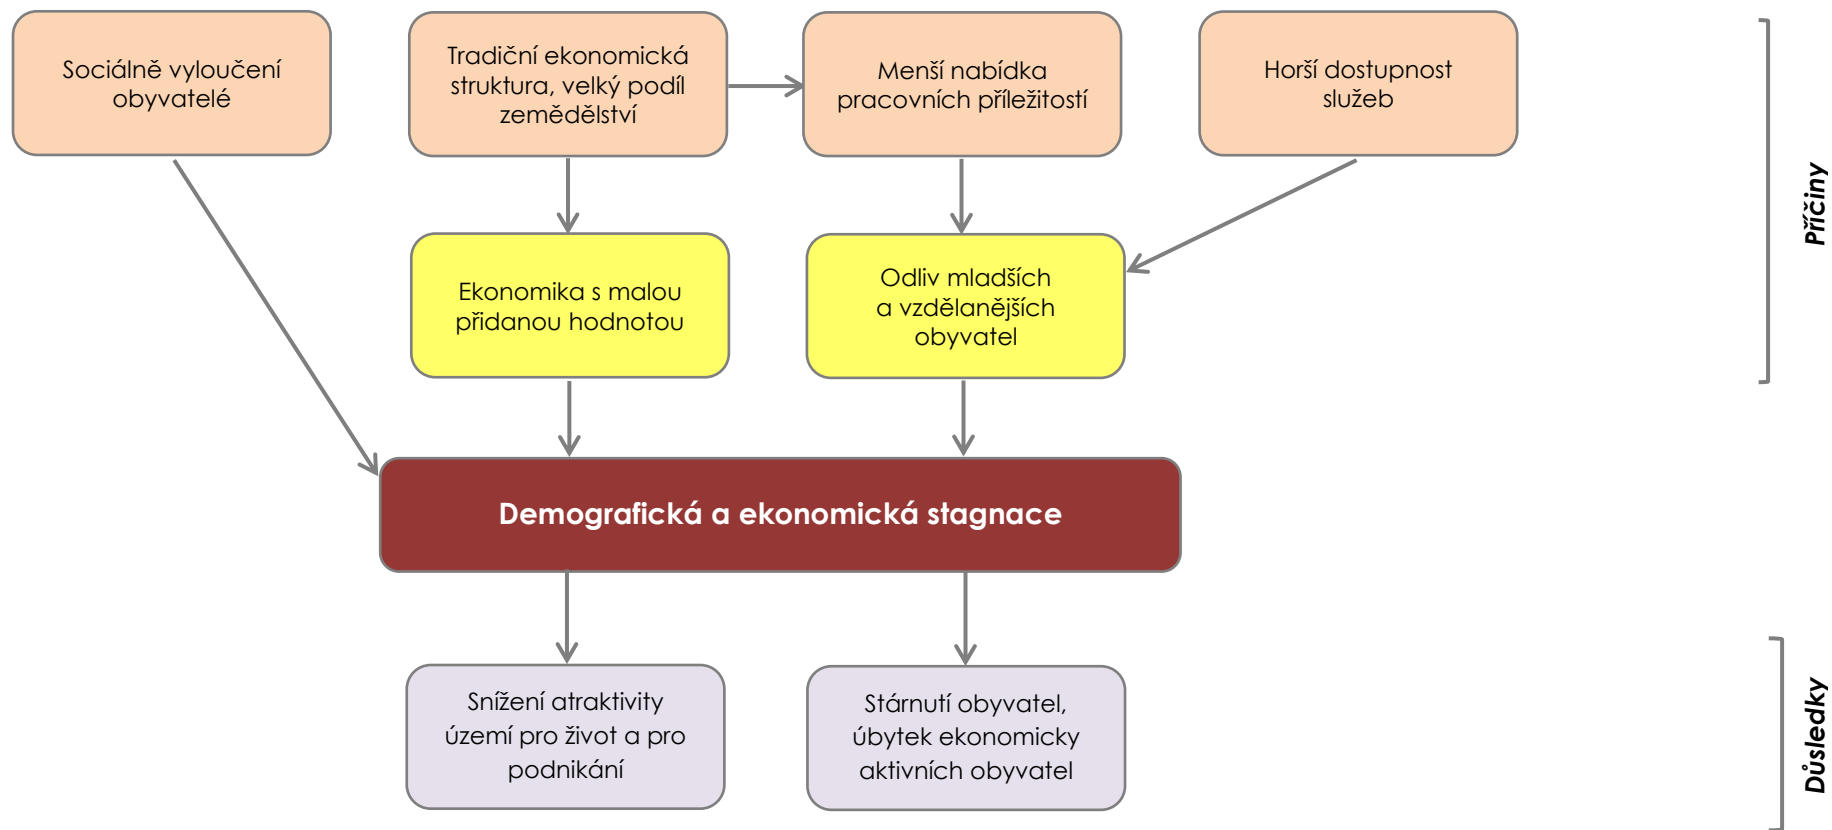 Sociálně vyloučení
obyvatelé
Tradiční ekonomická
struktura, velký podíl
zemědělství
Menší nabídka
pracovních příležitostí
Horší dostupnost
služeb
Příčiny
Ekonomika s malou
přidanou hodnotou
Odliv mladších
a vzdělanějších
obyvatel
Demografická a ekonomická stagnace
Snížení atraktivity
území pro život a pro
podnikání
Stárnutí obyvatel,
úbytek ekonomicky
aktivních obyvatel
Důsledky